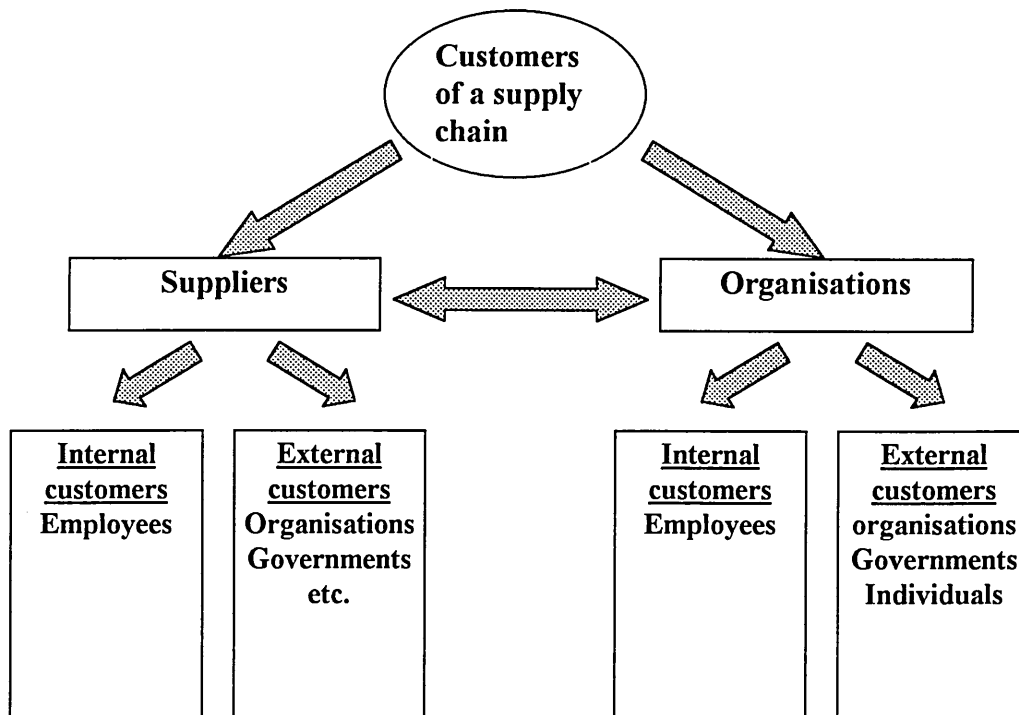 Customers
of a supply
chain
Suppliers
Organisations
Internal
customers
Employees
External
customers
Organisations
Governments
etc.
Internal
customers
Employees
External
customers
organisations
Governments
Individuals